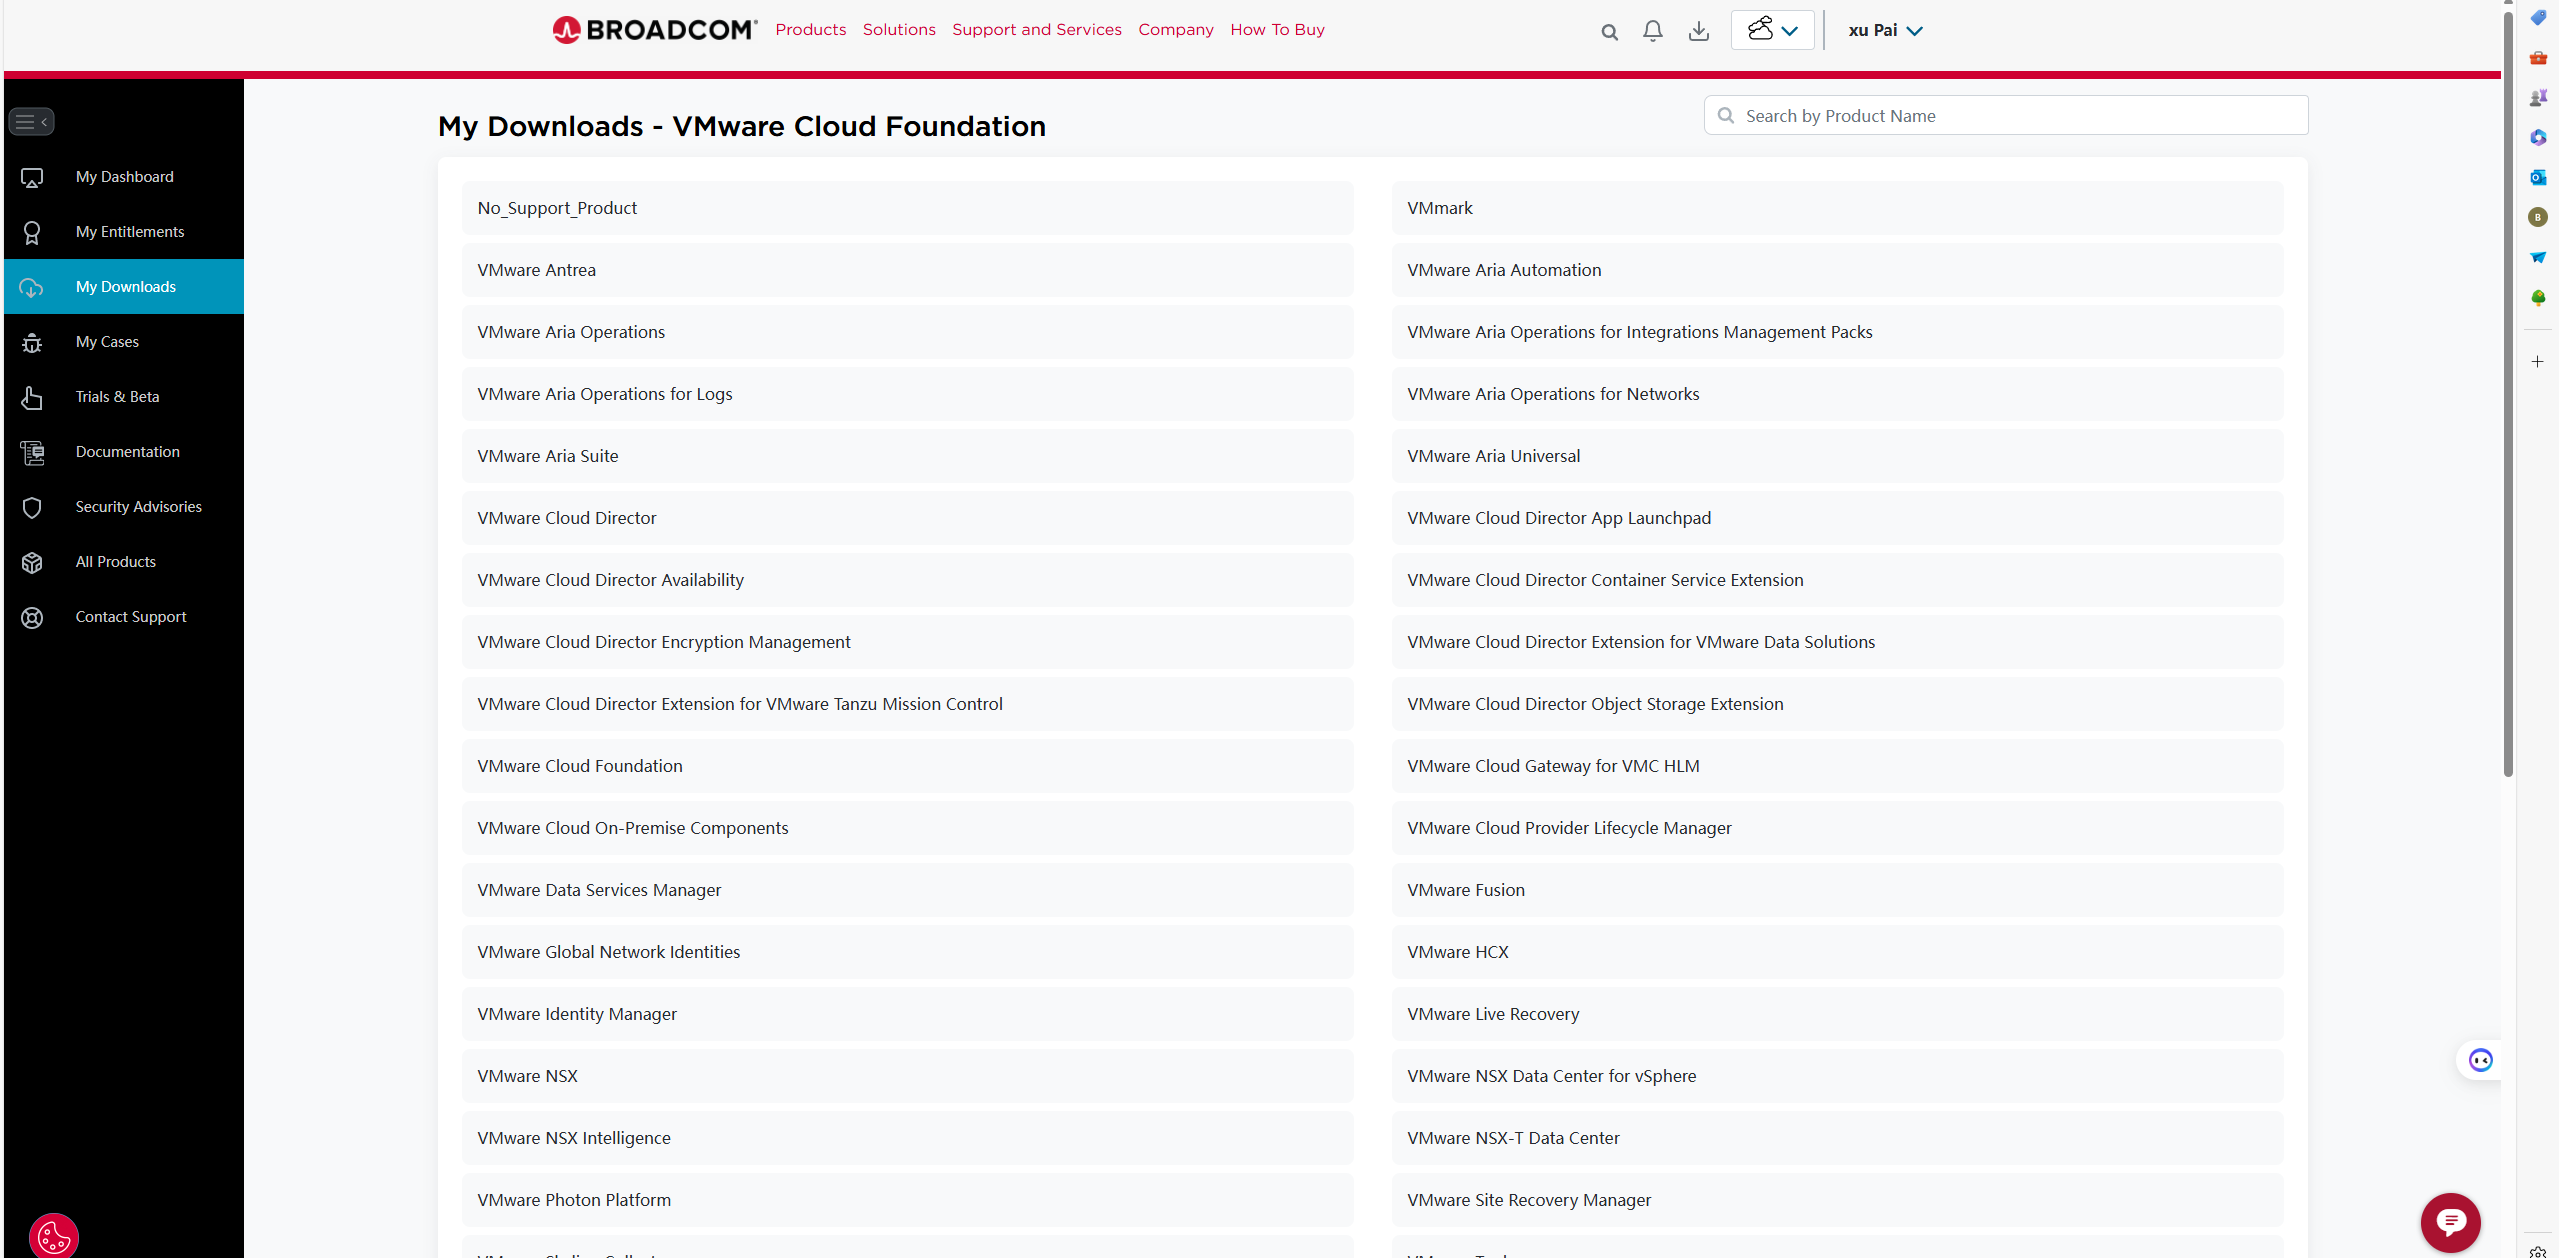 BROADCOM
Products Solutions Support and Services Company How To Buy
xu Pai
My Dashboard
My Entitlements
My Downloads
My Cases
Trials & Beta
Documentation
Security Advisories
All Products
Contact Support
My Downloads - VMware Cloud Foundation
Search by Product Name
No_Support_Product
VMmark
VMware Antrea
VMware Aria Automation
VMware Aria Operations
VMware Aria Operations for Integrations Management Packs
VMware Aria Operations for Logs
VMware Aria Operations for Networks
VMware Aria Suite
VMware Aria Universal
VMware Cloud Director
VMware Cloud Director App Launchpad
VMware Cloud Director Availability
VMware Cloud Director Container Service Extension
VMware Cloud Director Encryption Management
VMware Cloud Director Extension for VMware Data Solutions
VMware Cloud Director Extension for VMware Tanzu Mission Control
VMware Cloud Director Object Storage Extension
VMware Cloud Foundation
VMware Cloud Gateway for VMC HLM
VMware Cloud On-Premise Components
VMware Cloud Provider Lifecycle Manager
VMware Data Services Manager
VMware Fusion
VMware Global Network Identities
VMware HCX
VMware Identity Manager
VMware Live Recovery
VMware NSX
VMware NSX Data Center for vSphere
VMware NSX Intelligence
VMware NSX-T Data Center
VMware Photon Platform
VMware Site Recovery Manager
B